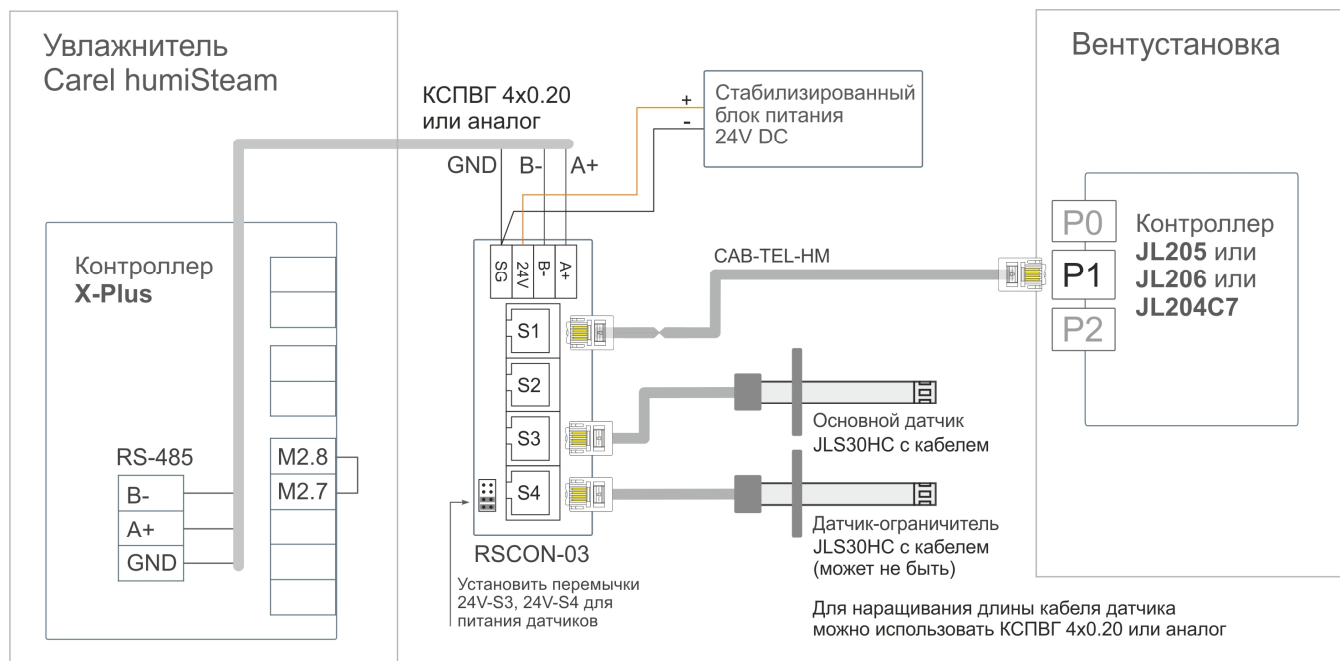 Увлажнитель
Carel humiSteam
Вентустановка
КСПВГ 4x0.20
или аналог
+
-
Стабилизированный
блок питания
24V DC
GND
B-
A+
Контроллер
X-Plus
SG
24V
B-
A+
CAB-TEL-HM
P0
P1
P2
Контроллер
JL205 или
JL206 или
JL204C7
S1
S2
S3
S4
Основной датчик
JLS30HC с кабелем
RS-485
B-
A+
GND
M2.8
M2.7
Датчик-ограничитель
JLS30HC с кабелем
(может не быть)
RSCON-03
Установить перемычки
24V-S3, 24V-S4 для
питания датчиков
Для наращивания длины кабеля датчика
можно использовать КСПВГ 4x0.20 или аналог